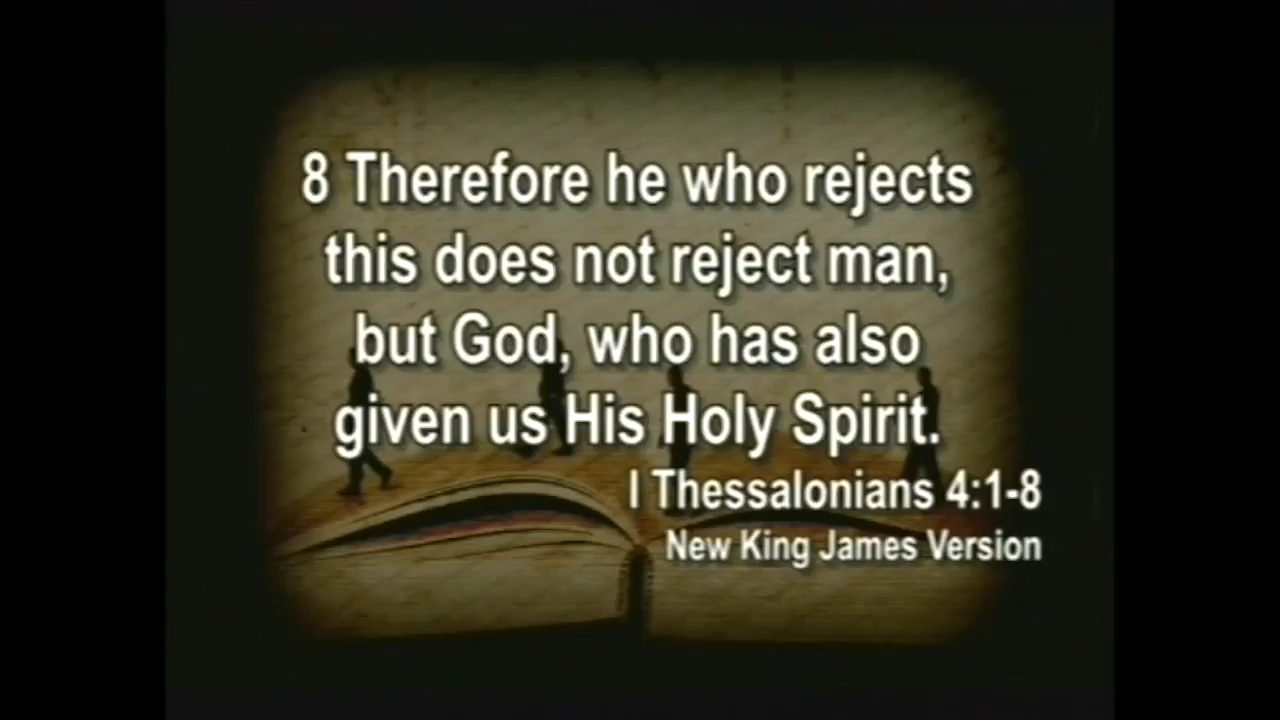 8 Therefore he who rejects
this does not reject man,
but God, who has also
given us His Holy Spirit.
I Thessalonians 4:1-8
New King James Version